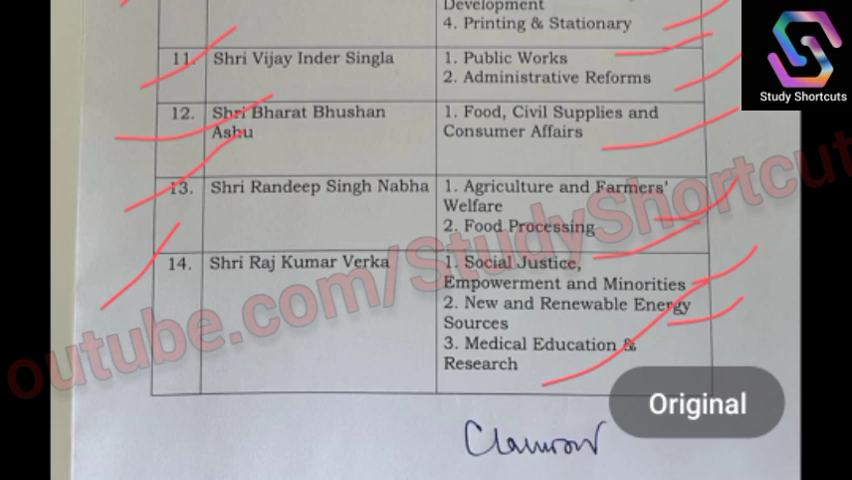 Development
4. Printing & Stationary
11. Shri Vijay Inder Singla 1. Public Works
2. Administrative Reforms
Study Shortcuts
12. Shri Bharat Bhushan 1. Food, Civil Supplies and
Ashu Consumer Affairs
13. Shri Randeep Singh Nabha 1. Agriculture and Farmers'
Welfare
2. Food Processing
14. Shri Raj Kumar Verka 1. Social Justice,
Empowerment and Minorities
2. New and Renewable Energy
Sources
3. Medical Education &
Research
outube.com/StudyShortcut
Original